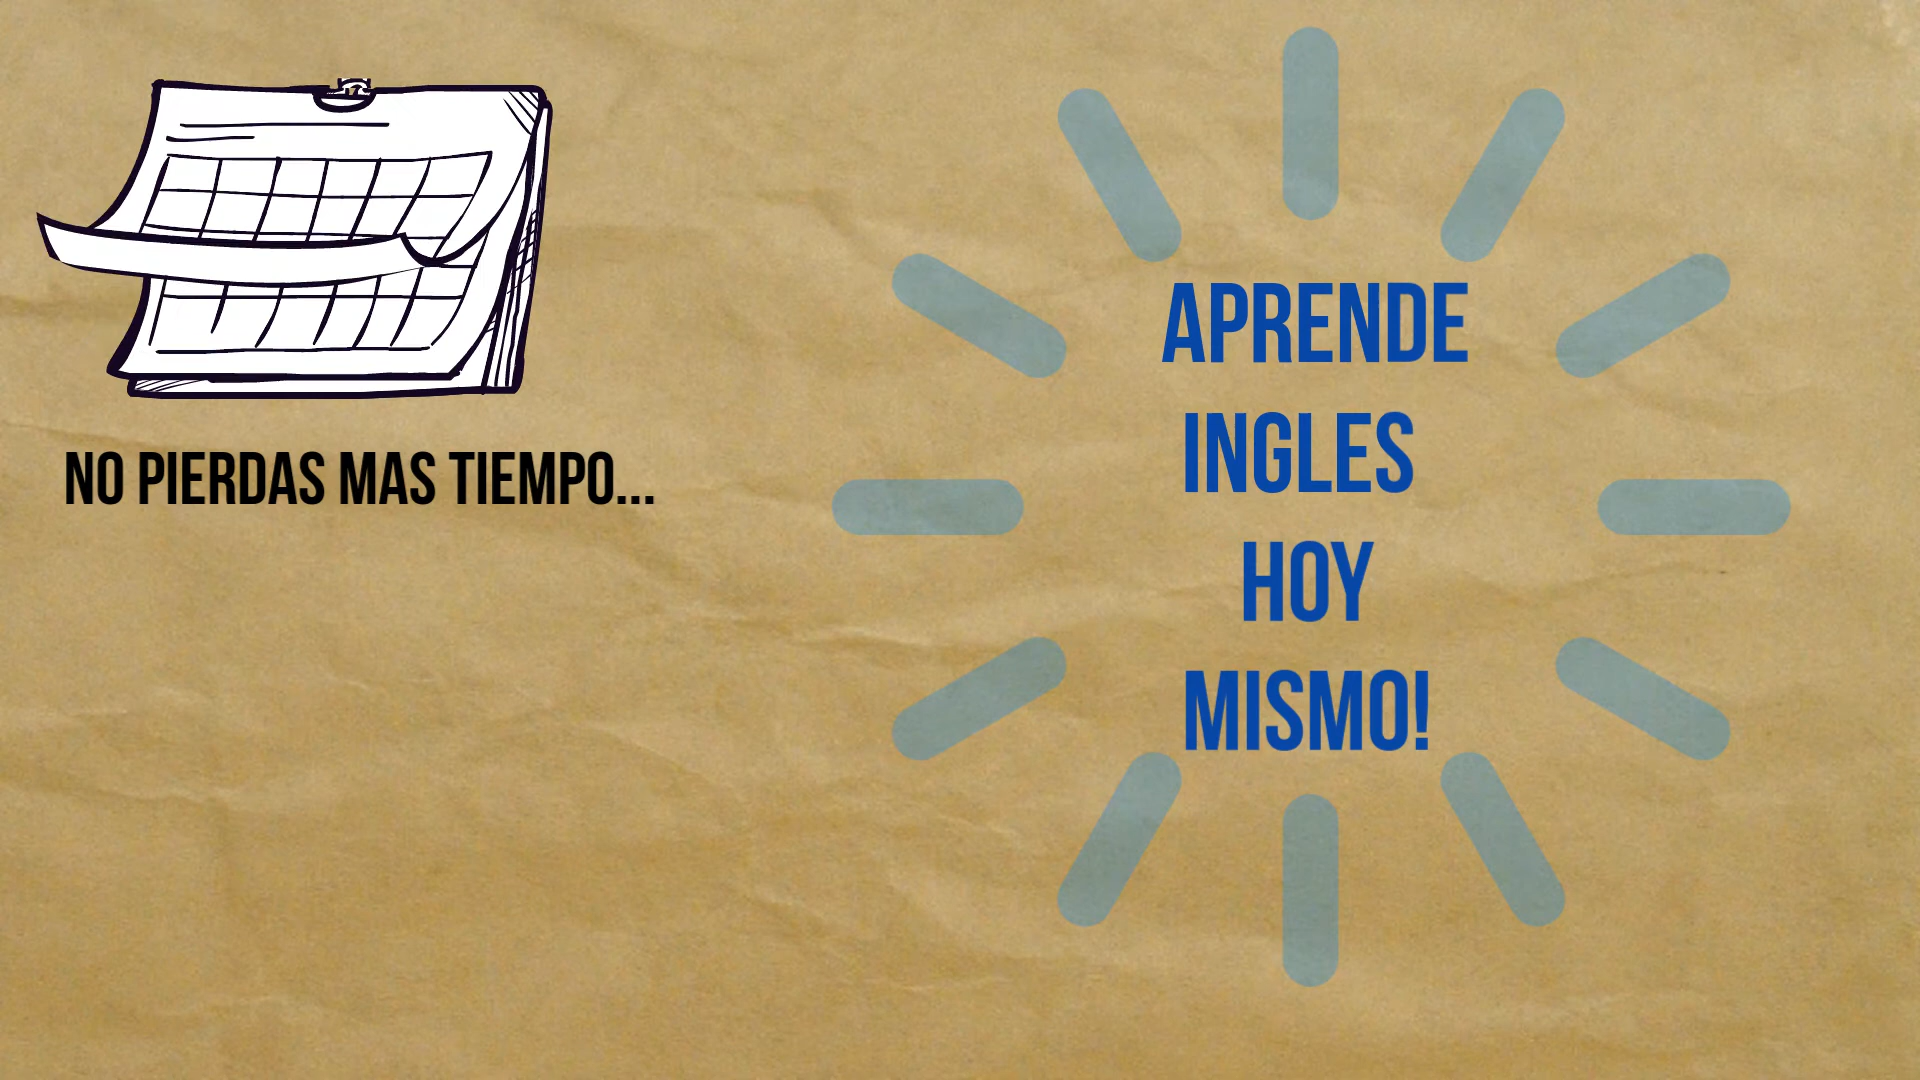 NO PIERDAS MAS TIEMPO...
APRENDE
INGLES
HOY
MISMO!